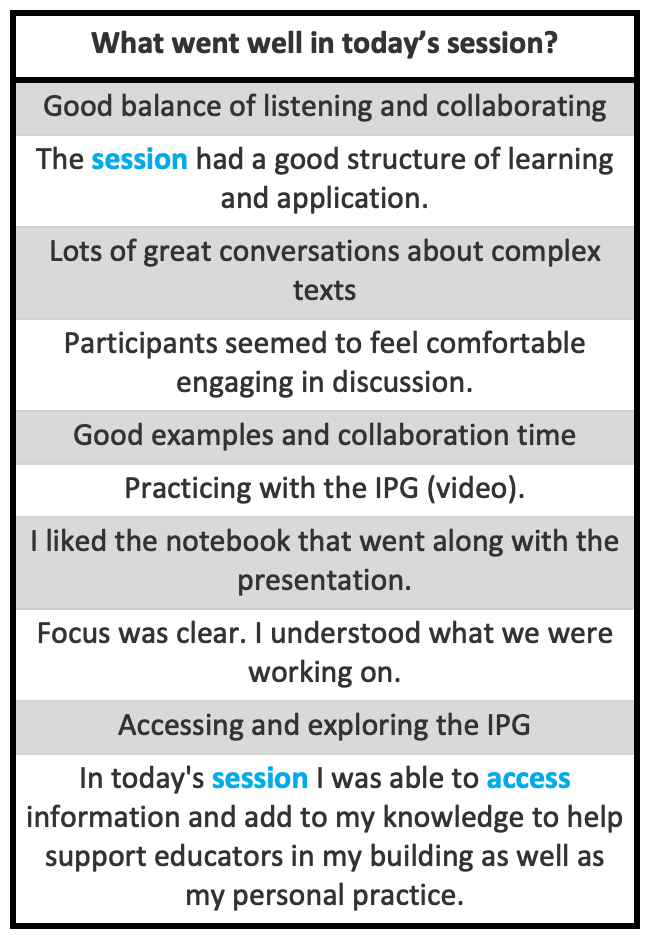 What went well in today’s session?
Good balance of listening and collaborating
The session had a good structure of learning
and application.
Lots of great conversations about complex
texts
Participants seemed to feel comfortable
engaging in discussion.
Good examples and collaboration time
Practicing with the IPG (video).
I liked the notebook that went along with the
presentation.
Focus was clear. I understood what we were
working on.
Accessing and exploring the IPG
In today's session I was able to access
information and add to my knowledge to help
support educators in my building as well as
my personal practice.